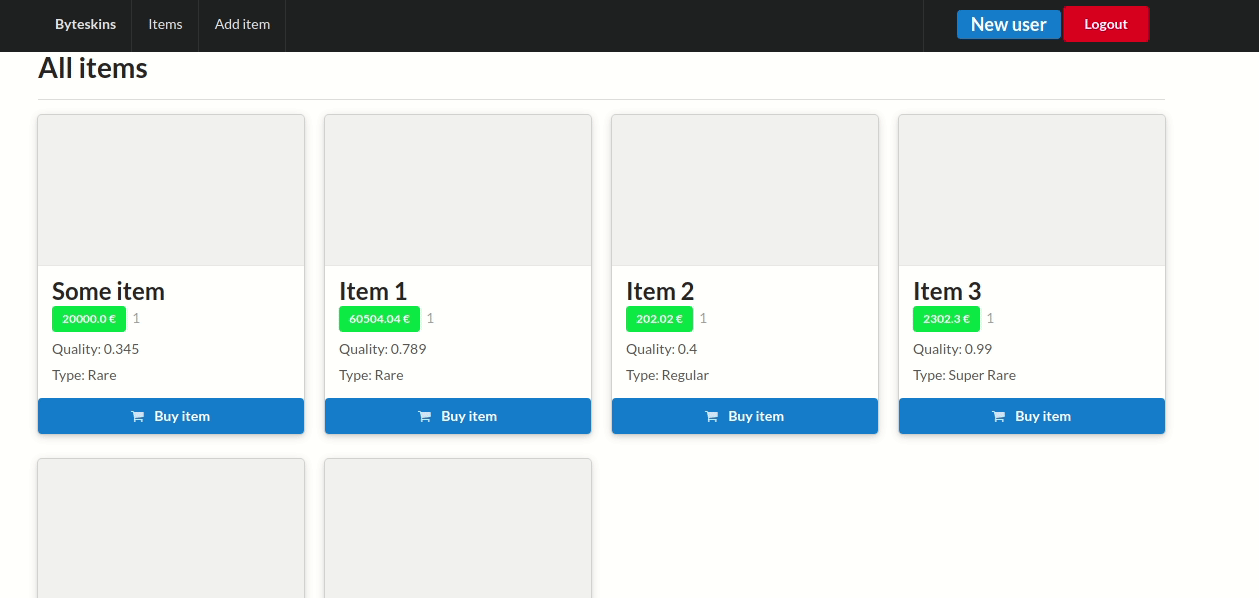 Byteskins Items Add item New user Logout
All items
Some item
20000.0 € 1
Quality: 0.345
Type: Rare
Buy item
Item 1
60504.04 € 1
Quality: 0.789
Type: Rare
Buy item
Item 2
202.02 € 1
Quality: 0.4
Type: Regular
Buy item
Item 3
2302.3 € 1
Quality: 0.99
Type: Super Rare
Buy item